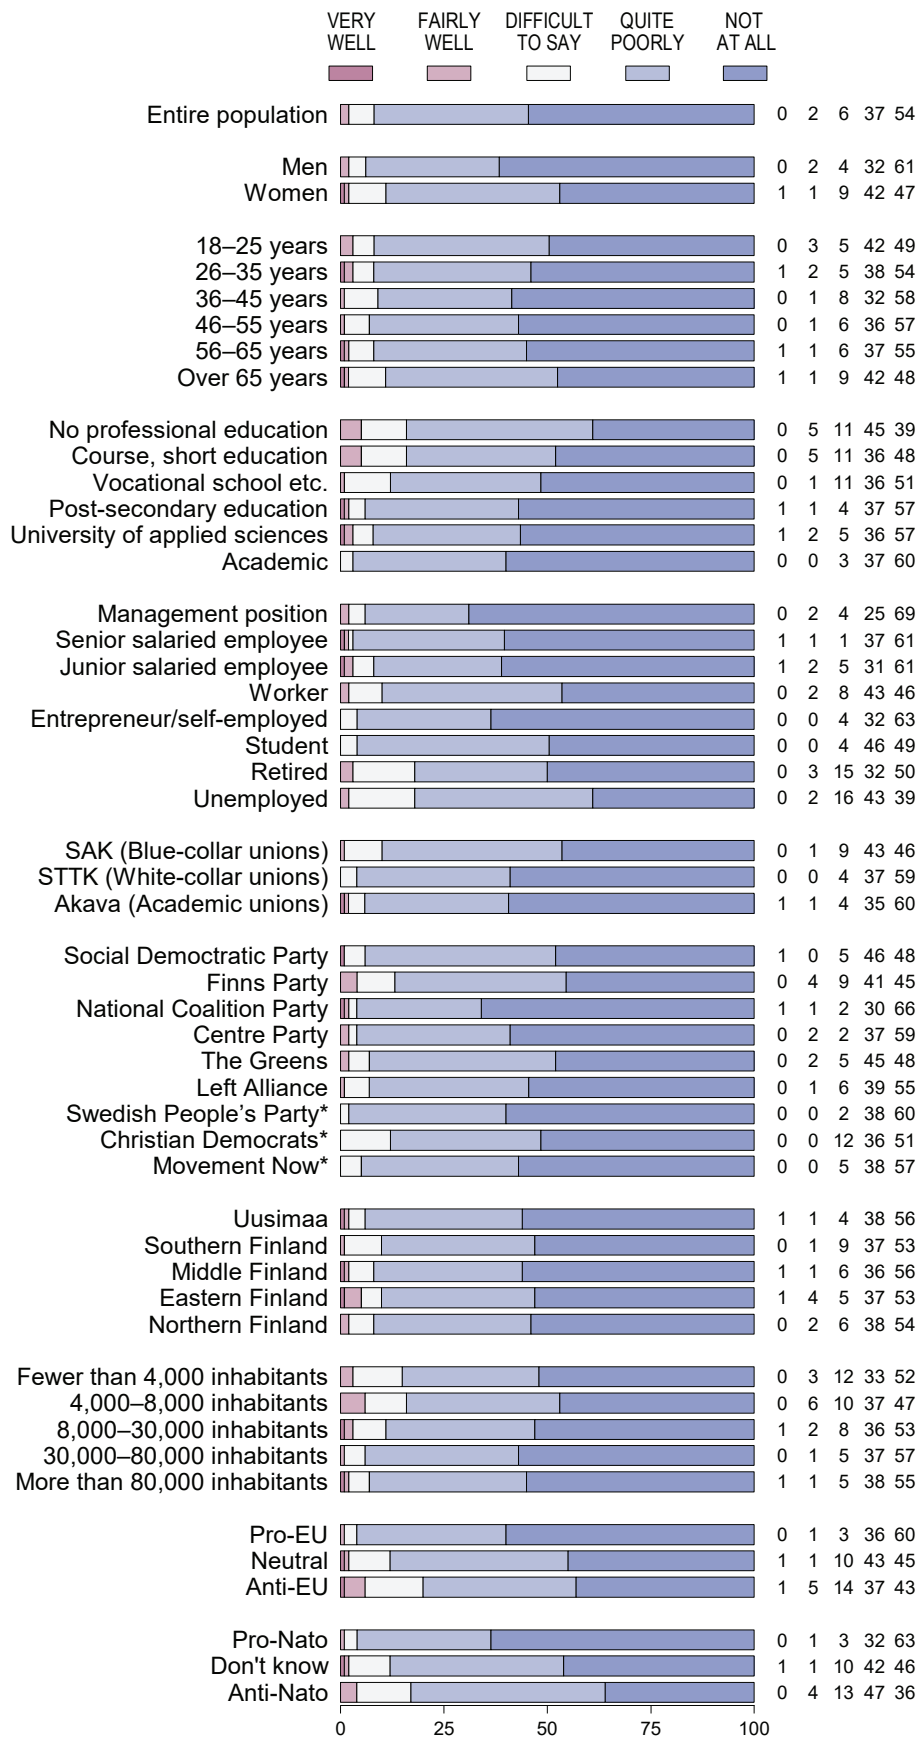 VERY WELL FAIRLY WELL DIFFICULT TO SAY QUITE POORLY NOT AT ALL
Entire population 0 2 6 37 54
Men 0 2 4 32 61
Women 1 1 9 42 47
18–25 years 0 3 5 42 49
26–35 years 1 2 5 38 54
36–45 years 0 1 8 32 58
46–55 years 0 1 6 36 57
56–65 years 1 1 6 37 55
Over 65 years 1 1 9 42 48
No professional education 0 5 11 45 39
Course, short education 0 5 11 36 48
Vocational school etc. 0 1 11 36 51
Post-secondary education 1 1 4 37 57
University of applied sciences 1 2 5 36 57
Academic 0 0 3 37 60
Management position 0 2 4 25 69
Senior salaried employee 1 1 1 37 61
Junior salaried employee 1 2 5 31 61
Worker 0 2 8 43 46
Entrepreneur/self-employed 0 0 4 32 63
Student 0 0 4 46 49
Retired 0 3 15 32 50
Unemployed 0 2 16 43 39
SAK (Blue-collar unions) 0 1 9 43 46
STTK (White-collar unions) 0 0 4 37 59
Akava (Academic unions) 1 1 4 35 60
Social Democratic Party 1 0 5 46 48
Finns Party 0 4 9 41 45
National Coalition Party 1 1 2 30 66
Centre Party 0 2 2 37 59
The Greens 0 2 5 45 48
Left Alliance 0 1 6 39 55
Swedish People's Party* 0 0 2 38 60
Christian Democrats* 0 0 12 36 51
Movement Now* 0 0 5 38 57
Uusimaa 1 1 4 38 56
Southern Finland 0 1 9 37 53
Middle Finland 1 1 6 36 56
Eastern Finland 1 4 5 37 53
Northern Finland 0 2 6 38 54
Fewer than 4,000 inhabitants 0 3 12 33 52
4,000–8,000 inhabitants 0 6 10 37 47
8,000–30,000 inhabitants 1 2 8 36 53
30,000–80,000 inhabitants 0 1 5 37 57
More than 80,000 inhabitants 1 1 5 38 55
Pro-EU 0 1 3 36 60
Neutral 1 1 10 43 45
Anti-EU 1 5 14 37 43
Pro-Nato 0 1 3 32 63
Don't know 1 1 10 42 46
Anti-Nato 0 4 13 47 36
0 25 50 75 100